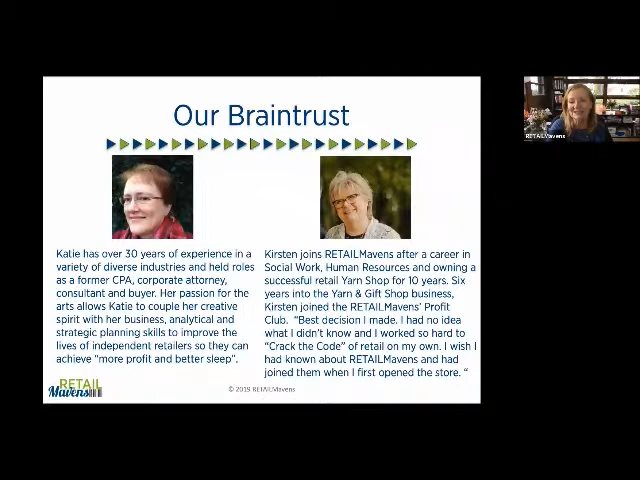 Our Braintrust
RETAILMavens
Katie has over 30 years of experience in a
variety of diverse industries and held roles
as a former CPA, corporate attorney,
consultant and buyer. Her passion for the
arts allows Katie to couple her creative
spirit with her business, analytical and
strategic planning skills to improve the
lives of independent retailers so they can
achieve "more profit and better sleep".
Kirsten joins RETAILMavens after a career in
Social Work, Human Resources and owning a
successful retail Yarn Shop for 10 years. Six
years into the Yarn & Gift Shop business,
Kirsten joined the RETAILMavens' Profit
Club. "Best decision I made. I had no idea
what I didn't know and I worked so hard to
"Crack the Code" of retail on my own. I wish I
had known about RETAILMavens and had
joined them when I first opened the store. "
RETAIL
Mavens
© 2019 RETAILMavens